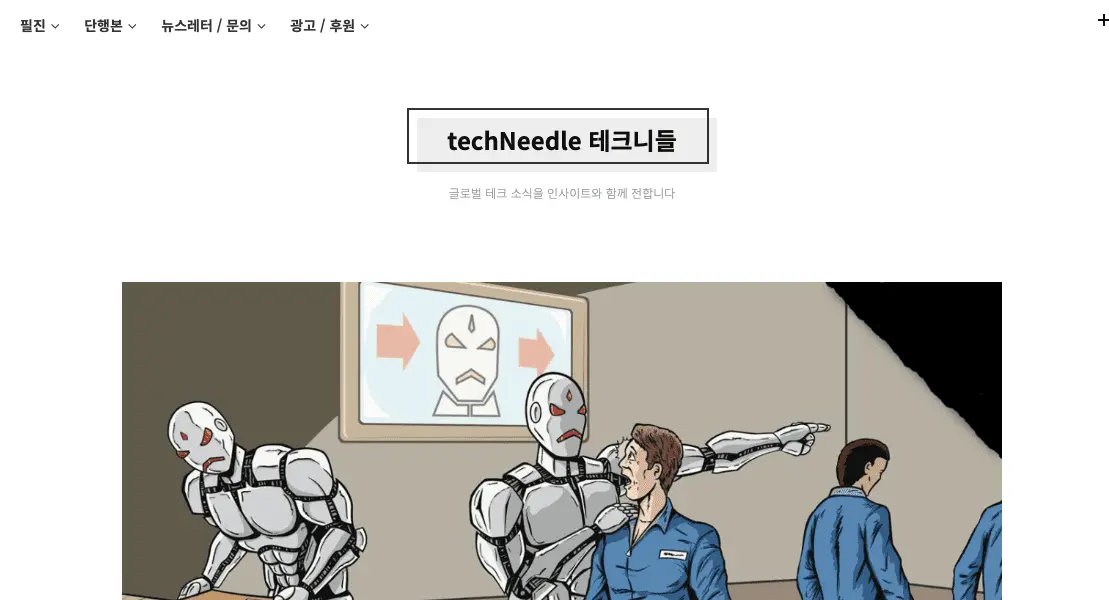 필진
단행본
뉴스레터 / 문의
광고 / 후원
techNeedle 테크니들
글로벌 테크 소식을 인사이트와 함께 전합니다